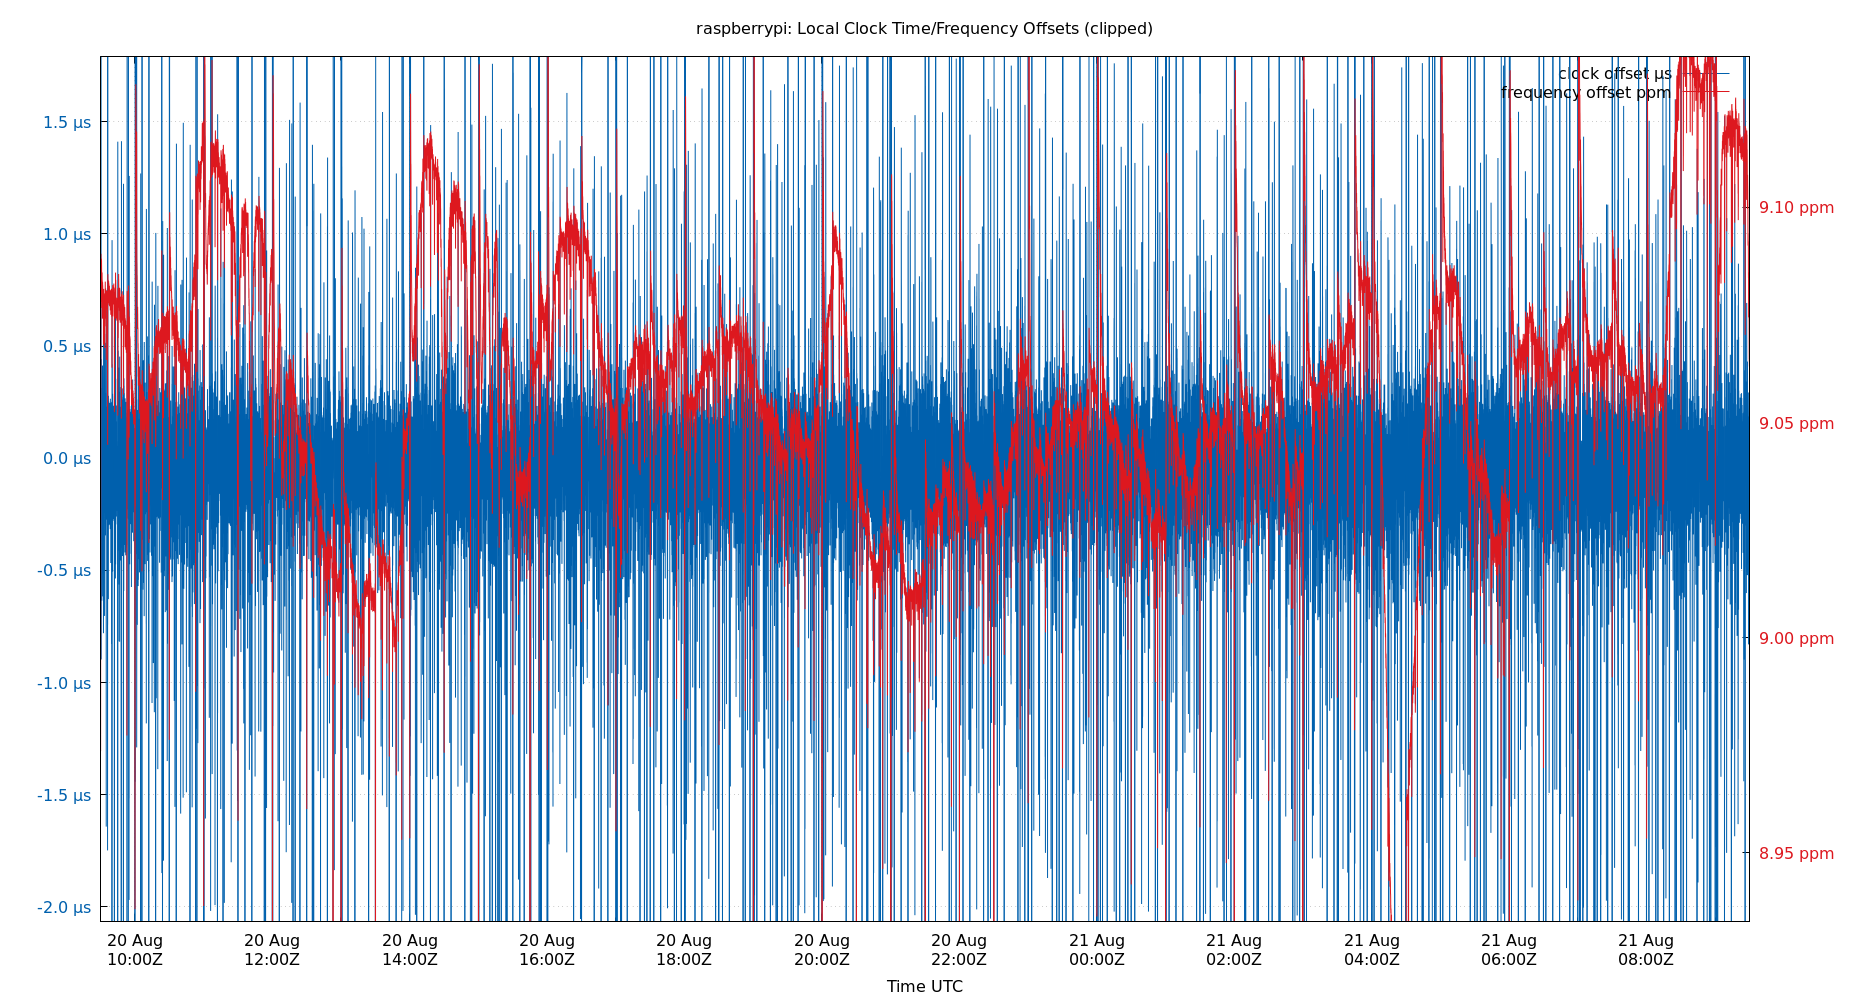 raspberrypi: Local Clock Time/Frequency Offsets (clipped)
clock offset µs
frequency offset ppm
1.5 µs
1.0 µs
0.5 µs
0.0 µs
-0.5 µs
-1.0 µs
-1.5 µs
-2.0 µs
9.10 ppm
9.05 ppm
9.00 ppm
8.95 ppm
20 Aug 20 Aug 20 Aug 20 Aug 20 Aug 20 Aug 20 Aug 21 Aug 21 Aug 21 Aug 21 Aug 21 Aug
10:00Z 12:00Z 14:00Z 16:00Z 18:00Z 20:00Z 22:00Z 00:00Z 02:00Z 04:00Z 06:00Z 08:00Z
Time UTC